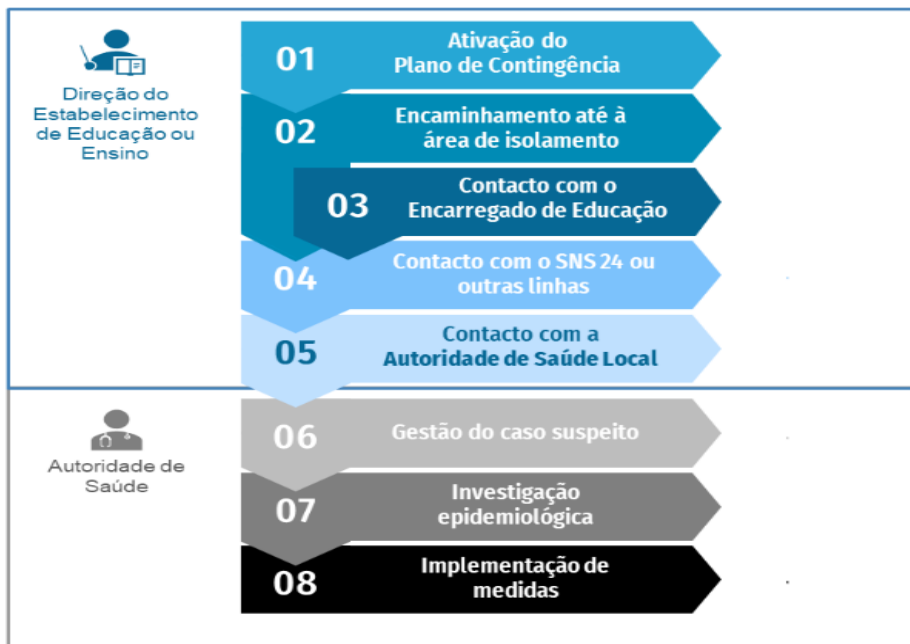 Direção do
Estabelecimento
de Educação ou
Ensino
01
Ativação do
Plano de Contingência
02
Encaminhamento até à
área de isolamento
03
Contacto com o
Encarregado de Educação
04
Contacto com o SNS 24 ou
outras linhas
05
Contacto com a
Autoridade de Saúde Local
Autoridade de
Saúde
06
Gestão do caso suspeito
07
Investigação
epidemiológica
08
Implementação de
medidas